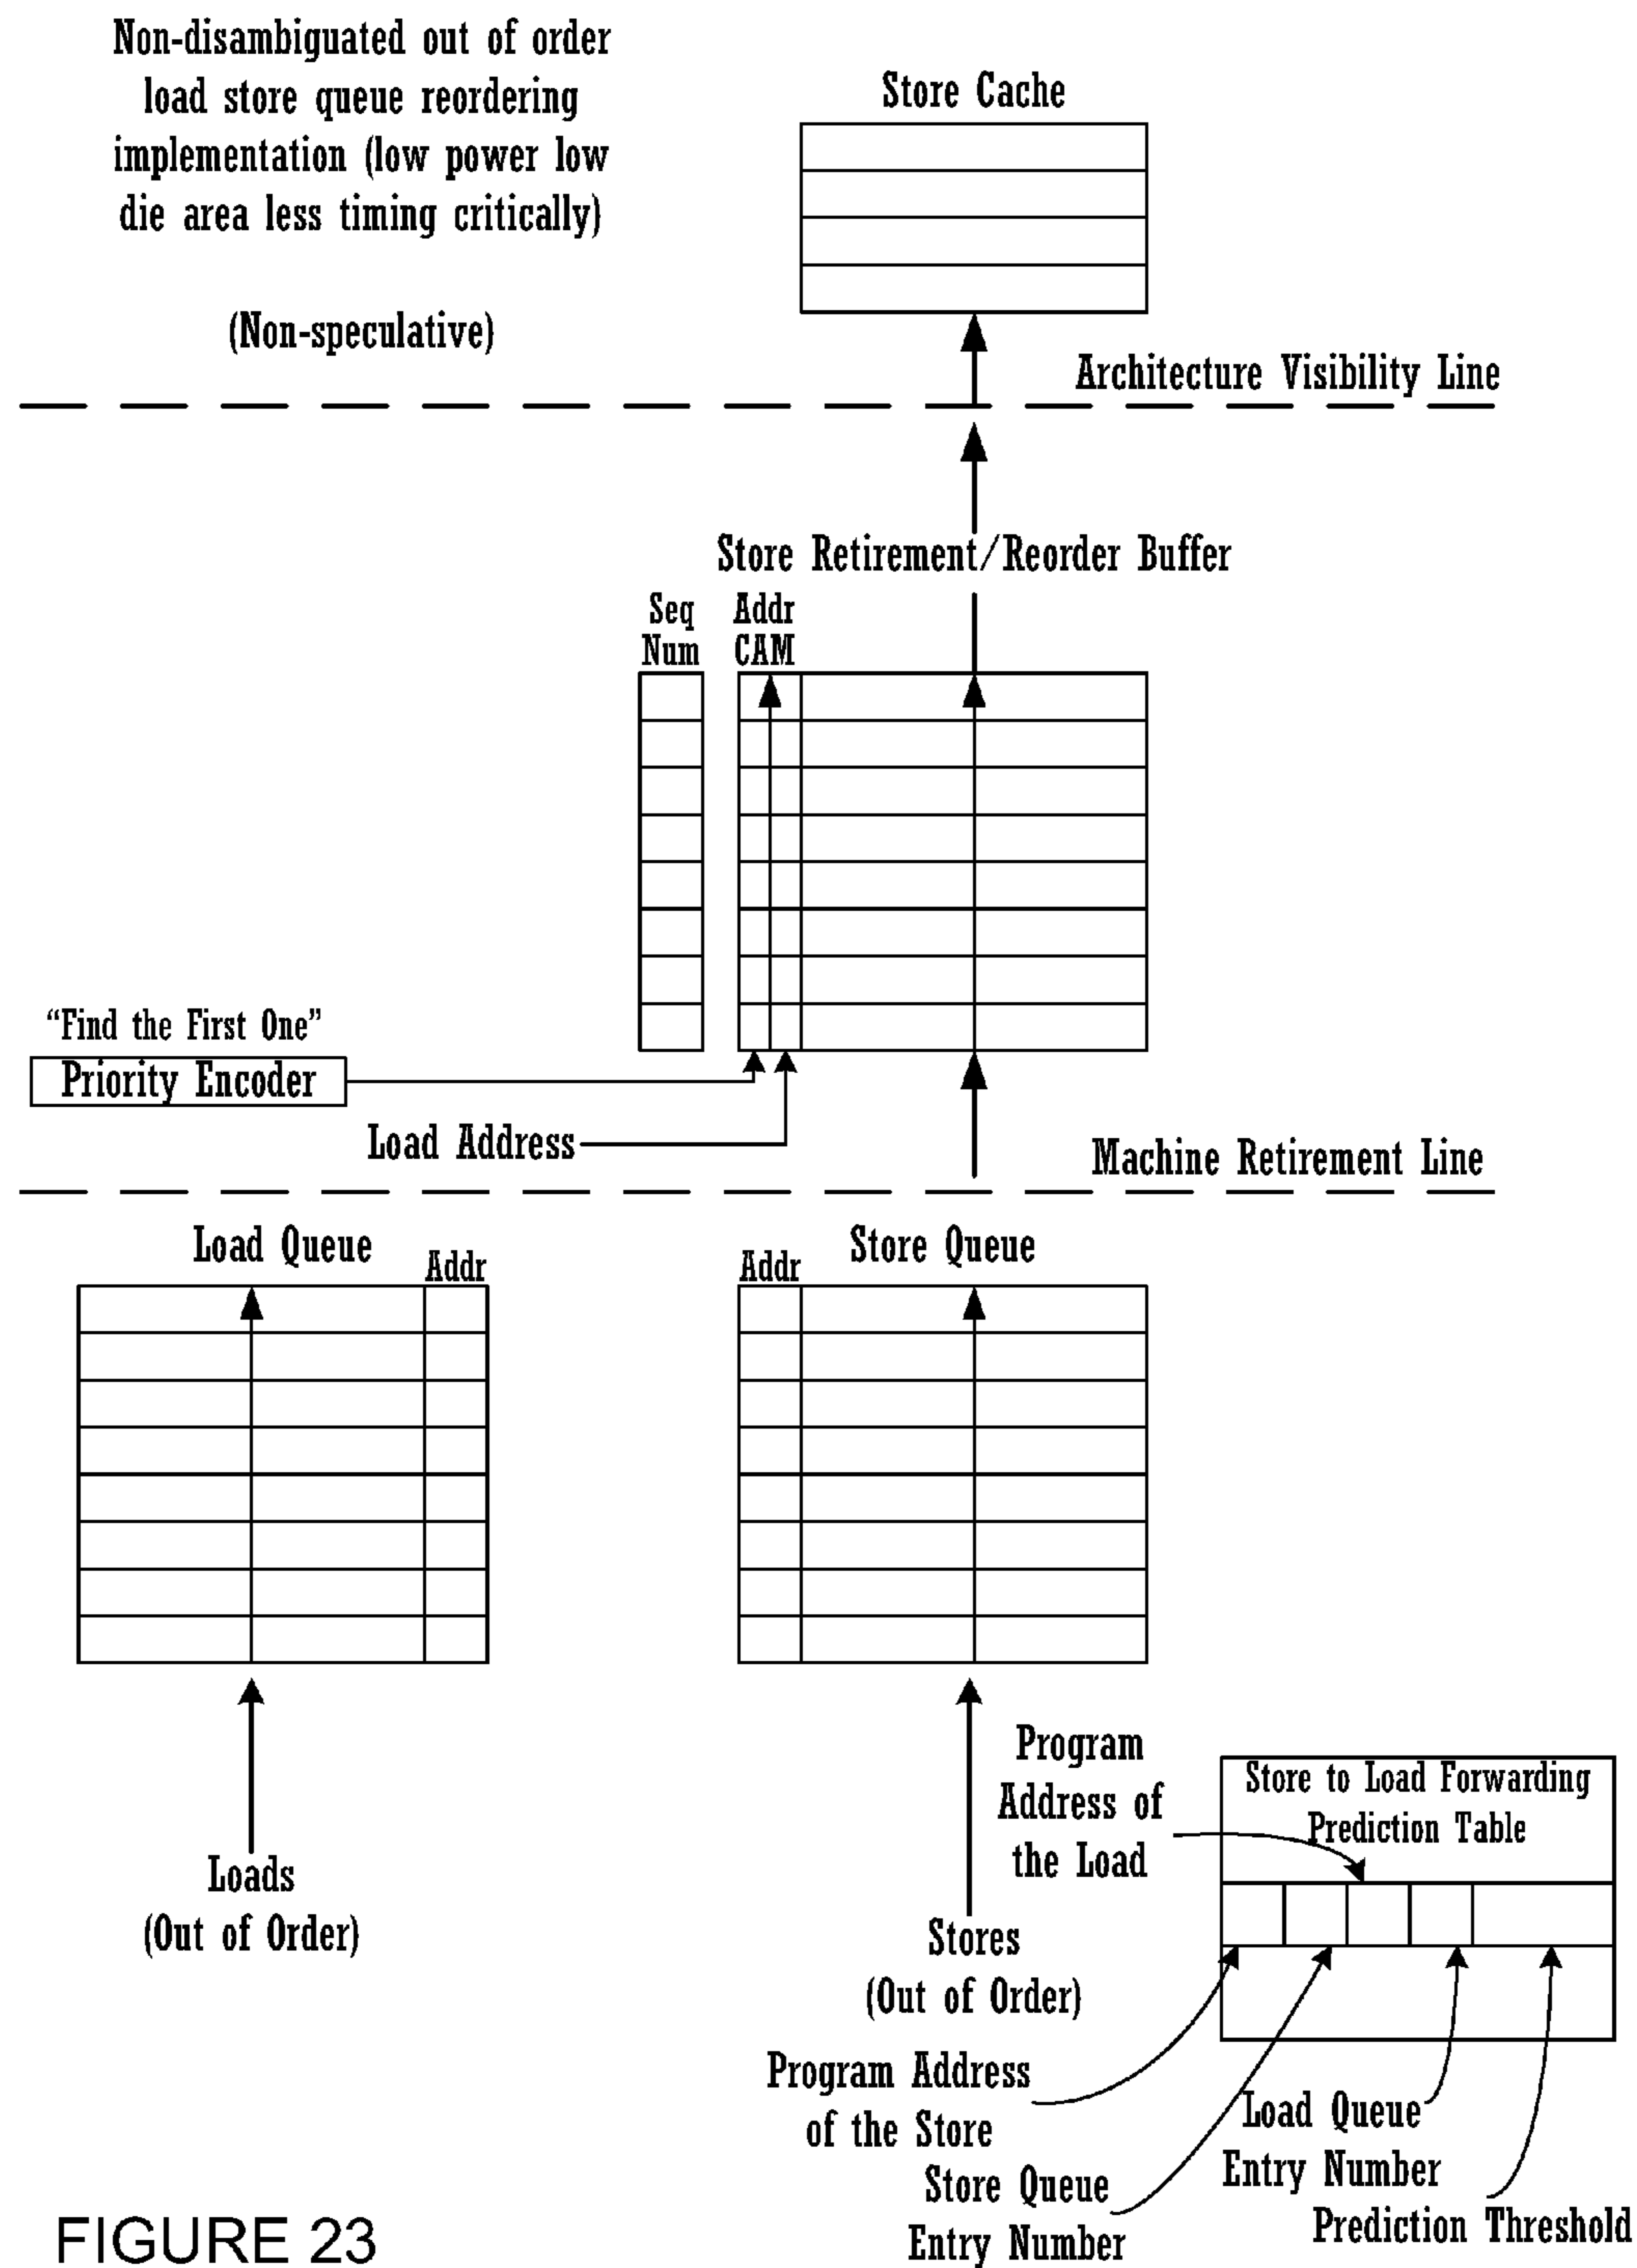 Non-disambiguated out of order
load store queue reordering
implementation (low power low
die area less timing critically)
(Non-speculative)
Store Cache
Architecture Visibility Line
Store Retirement/Reorder Buffer
Seq
Num
Addr
CAM
“Find the First One”
Priority Encoder
Load Address
Machine Retirement Line
Load Queue
Addr
Addr
Store Queue
Loads
(Out of Order)
Stores
(Out of Order)
Program
Address of
the Load
Store to Load Forwarding
Prediction Table
Program Address
of the Store
Store Queue
Entry Number
Load Queue
Entry Number
Prediction Threshold
FIGURE 23